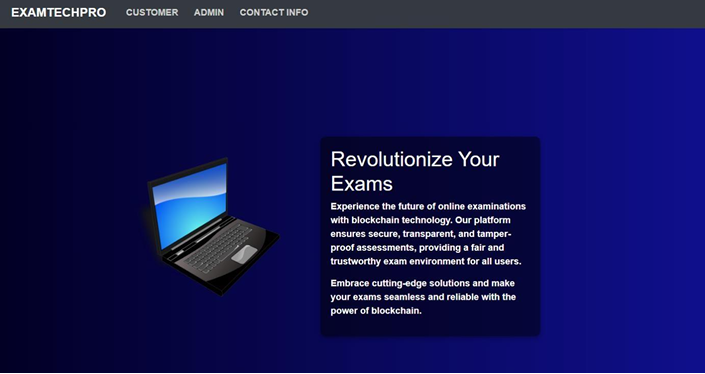 EXAMTECHPRO CUSTOMER ADMIN CONTACT INFO
Revolutionize Your
Exams
Experience the future of online examinations
with blockchain technology. Our platform
ensures secure, transparent, and tamper-
proof assessments, providing a fair and
trustworthy exam environment for all users.
Embrace cutting-edge solutions and make
your exams seamless and reliable with the
power of blockchain.